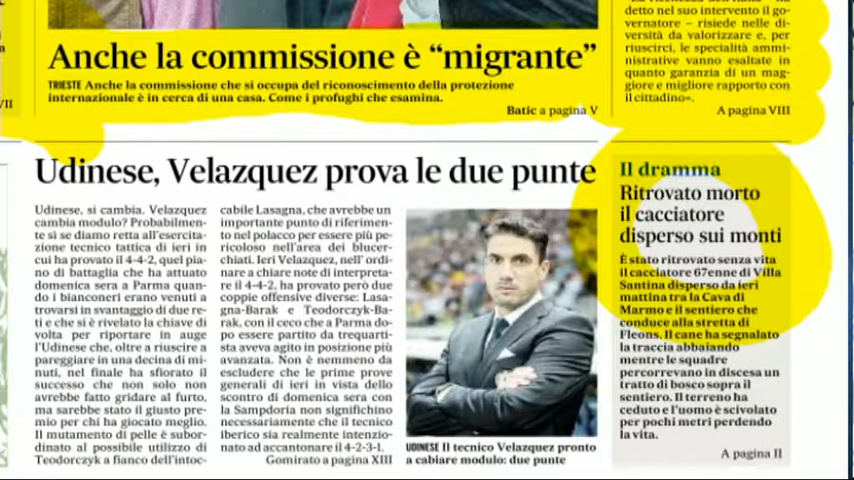 Anche la commissione è “migrante”
TRIESTE Anche la commissione che si occupa del riconoscimento della protezione
internazionale è in cerca di una casa. Come i profughi che esamina.
Batic a pagina V
VII
detto nel suo intervento il go-
vernatore – risiede nelle di-
versità da valorizzare e, per
riuscirci, le specialità ammi-
nistrative vanno esaltate in
quanto garanzia di un mag-
giore e migliore rapporto con
il cittadino».
A pagina VIII
Udinese, Velazquez prova le due punte
Udinese, si cambia. Velazquez
cambia modulo? Probabilmen-
te sì se diamo retta all'esercita-
zione tecnico tattica di ieri in
cui ha provato il 4-4-2, quel pia-
no di battaglia che ha attuato
domenica sera a Parma quan-
do i bianconeri erano venuti a
trovarsi in svantaggio di due re-
ti e che si è rivelato la chiave di
volta per riportare in auge
l'Udinese che, oltre a riuscire a
pareggiare in una decina di mi-
nuti, nel finale ha sfiorato il
successo che non solo non
avrebbe fatto gridare al furto,
ma sarebbe stato il giusto pre-
mio per chi ha giocato meglio.
Il mutamento di pelle è subor-
dinato al possibile utilizzo di
Teodorczyk a fianco dell'intoc-
cabile Lasagna, che avrebbe un
importante punto di riferimen-
to nel polacco per essere più pe-
ricoloso nell'area dei blucer-
chiati. Ieri Velazquez, nell' ordi-
nare a chiare note di interpreta-
re il 4-4-2, ha provato però due
coppie offensive diverse: Lasa-
gna-Barak e Teodorczyk-Ba-
rak, con il ceco che a Parma do-
po essere partito da trequarti-
sta aveva agito in posizione più
avanzata. Non è nemmeno da
escludere che le prime prove
generali di ieri in vista dello
scontro di domenica sera con
la Sampdoria non significhino
necessariamente che il tecnico
iberico sia realmente intenzio-
nato ad accantonare il 4-2-3-1.
Gomirato a pagina XIII
UDINESE Il tecnico Velazquez pronto
a cabiare modulo: due punte
Il dramma
Ritrovato morto
il cacciatore
disperso sui monti
È stato ritrovato senza vita
il cacciatore 67enne di Villa
Santina disperso da ieri
mattina tra la Cava di
Marmo e il sentiero che
conduce alla stretta di
Fleons. Il cane ha segnalato
la traccia abbaiando
mentre le squadre
percorrevano in discesa un
tratto di bosco sopra il
sentiero. Il terreno ha
ceduto e l'uomo è scivolato
per pochi metri perdendo
la vita.
A pagina II